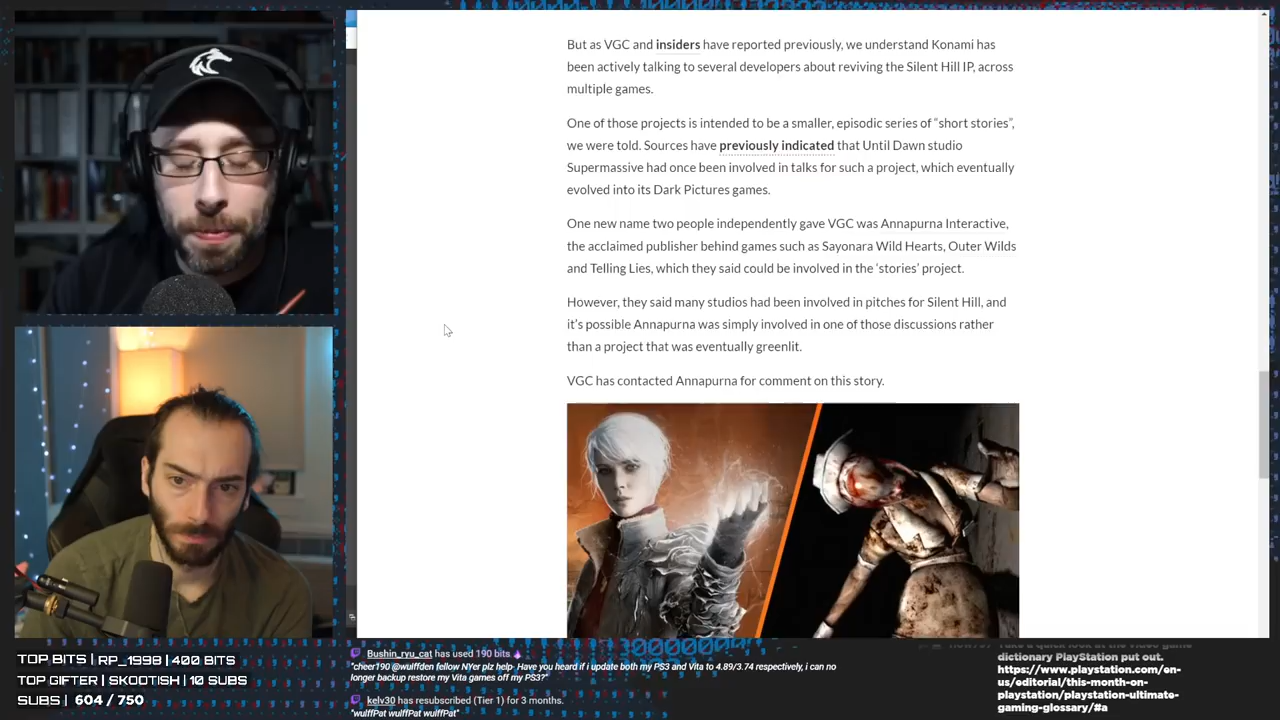 But as VGC and insiders have reported previously, we understand Konami has
been actively talking to several developers about reviving the Silent Hill IP, across
multiple games.
One of those projects is intended to be a smaller, episodic series of “short stories”,
we were told. Sources have previously indicated that Until Dawn studio
Supermassive had once been involved in talks for such a project, which eventually
evolved into its Dark Pictures games.
One new name two people independently gave VGC was Annapurna Interactive,
the acclaimed publisher behind games such as Sayonara Wild Hearts, Outer Wilds
and Telling Lies, which they said could be involved in the ‘stories’ project.
However, they said many studios had been involved in pitches for Silent Hill, and
it’s possible Annapurna was simply involved in one of those discussions rather
than a project that was eventually greenlit.
VGC has contacted Annapurna for comment on this story.
TOP BITS | RP_1998 | 400 BITS
TOP GIFTER | SKOOTISH | 10 SUBS
SUBS | 604 / 750
Bushin_ryu_cat has used 190 bits
"cheer190 @wulffden fellow NYer plz help- Have you heard if i update both my PS3 and Vita to 4.89/3.74 respectively, i can no
longer backup restore my Vita games off my PS3?"
kelv30 has resubscribed (Tier 1) for 3 months.
"wulffPat wulffPat wulffPat"
dictionary PlayStation put out.
https://www.playstation.com/en-
us/editorial/this-month-on-
playstation/playstation-ultimate-
gaming-glossary/#a